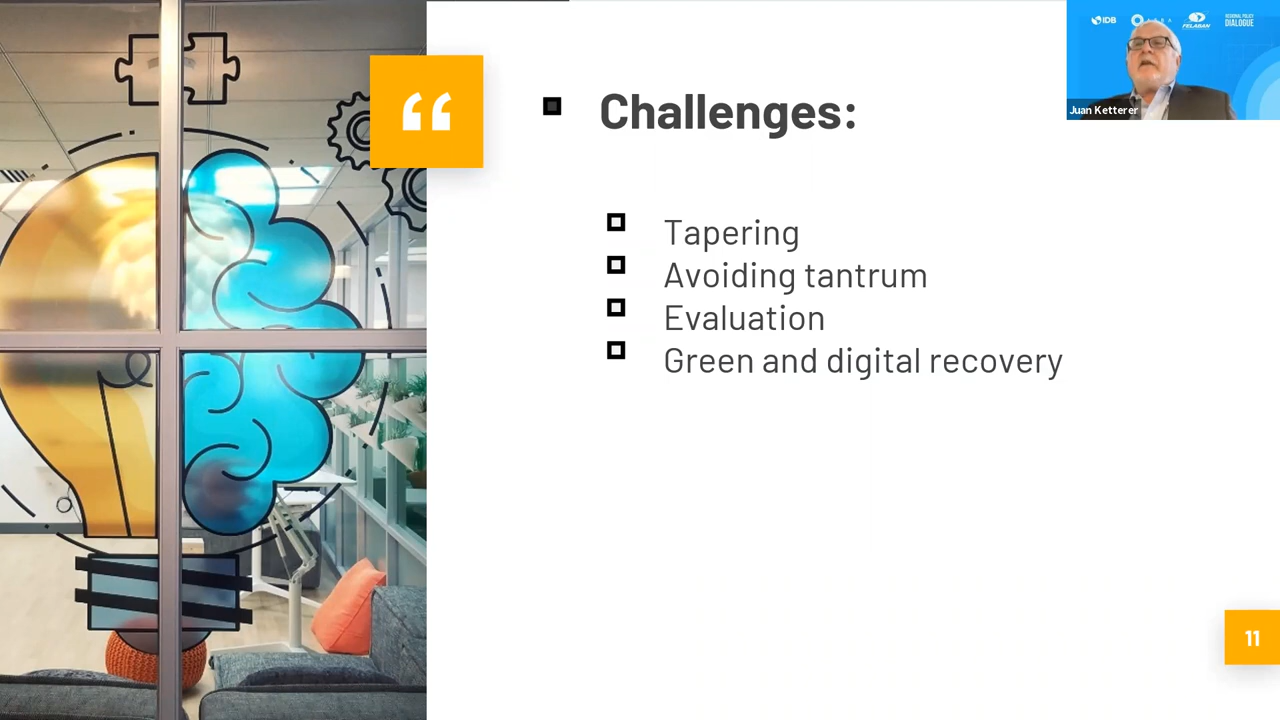 “
Challenges:
Tapering
Avoiding tantrum
Evaluation
Green and digital recovery
IDB
FELABAN
REGIONAL POLICY
DIALOGUE
Juan Ketterer
11